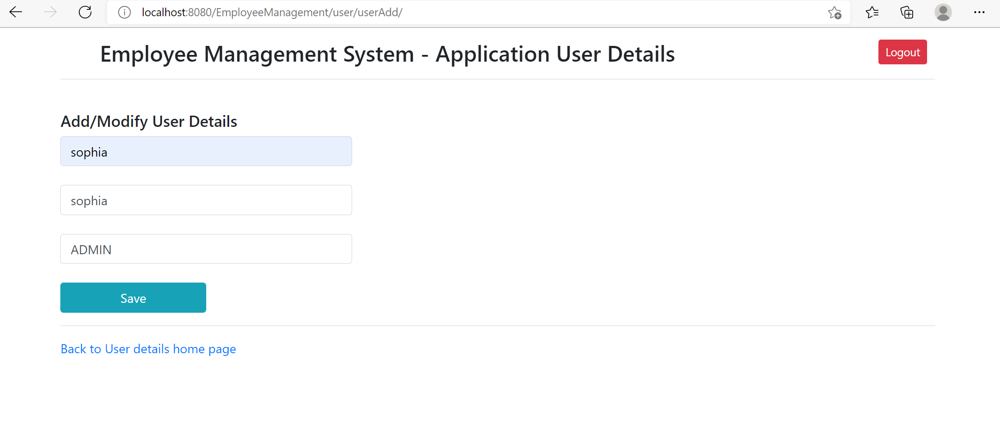 localhost:8080/EmployeeManagement/user/userAdd/
Employee Management System - Application User Details
Logout
Add/Modify User Details
sophia
sophia
ADMIN
Save
Back to User details home page